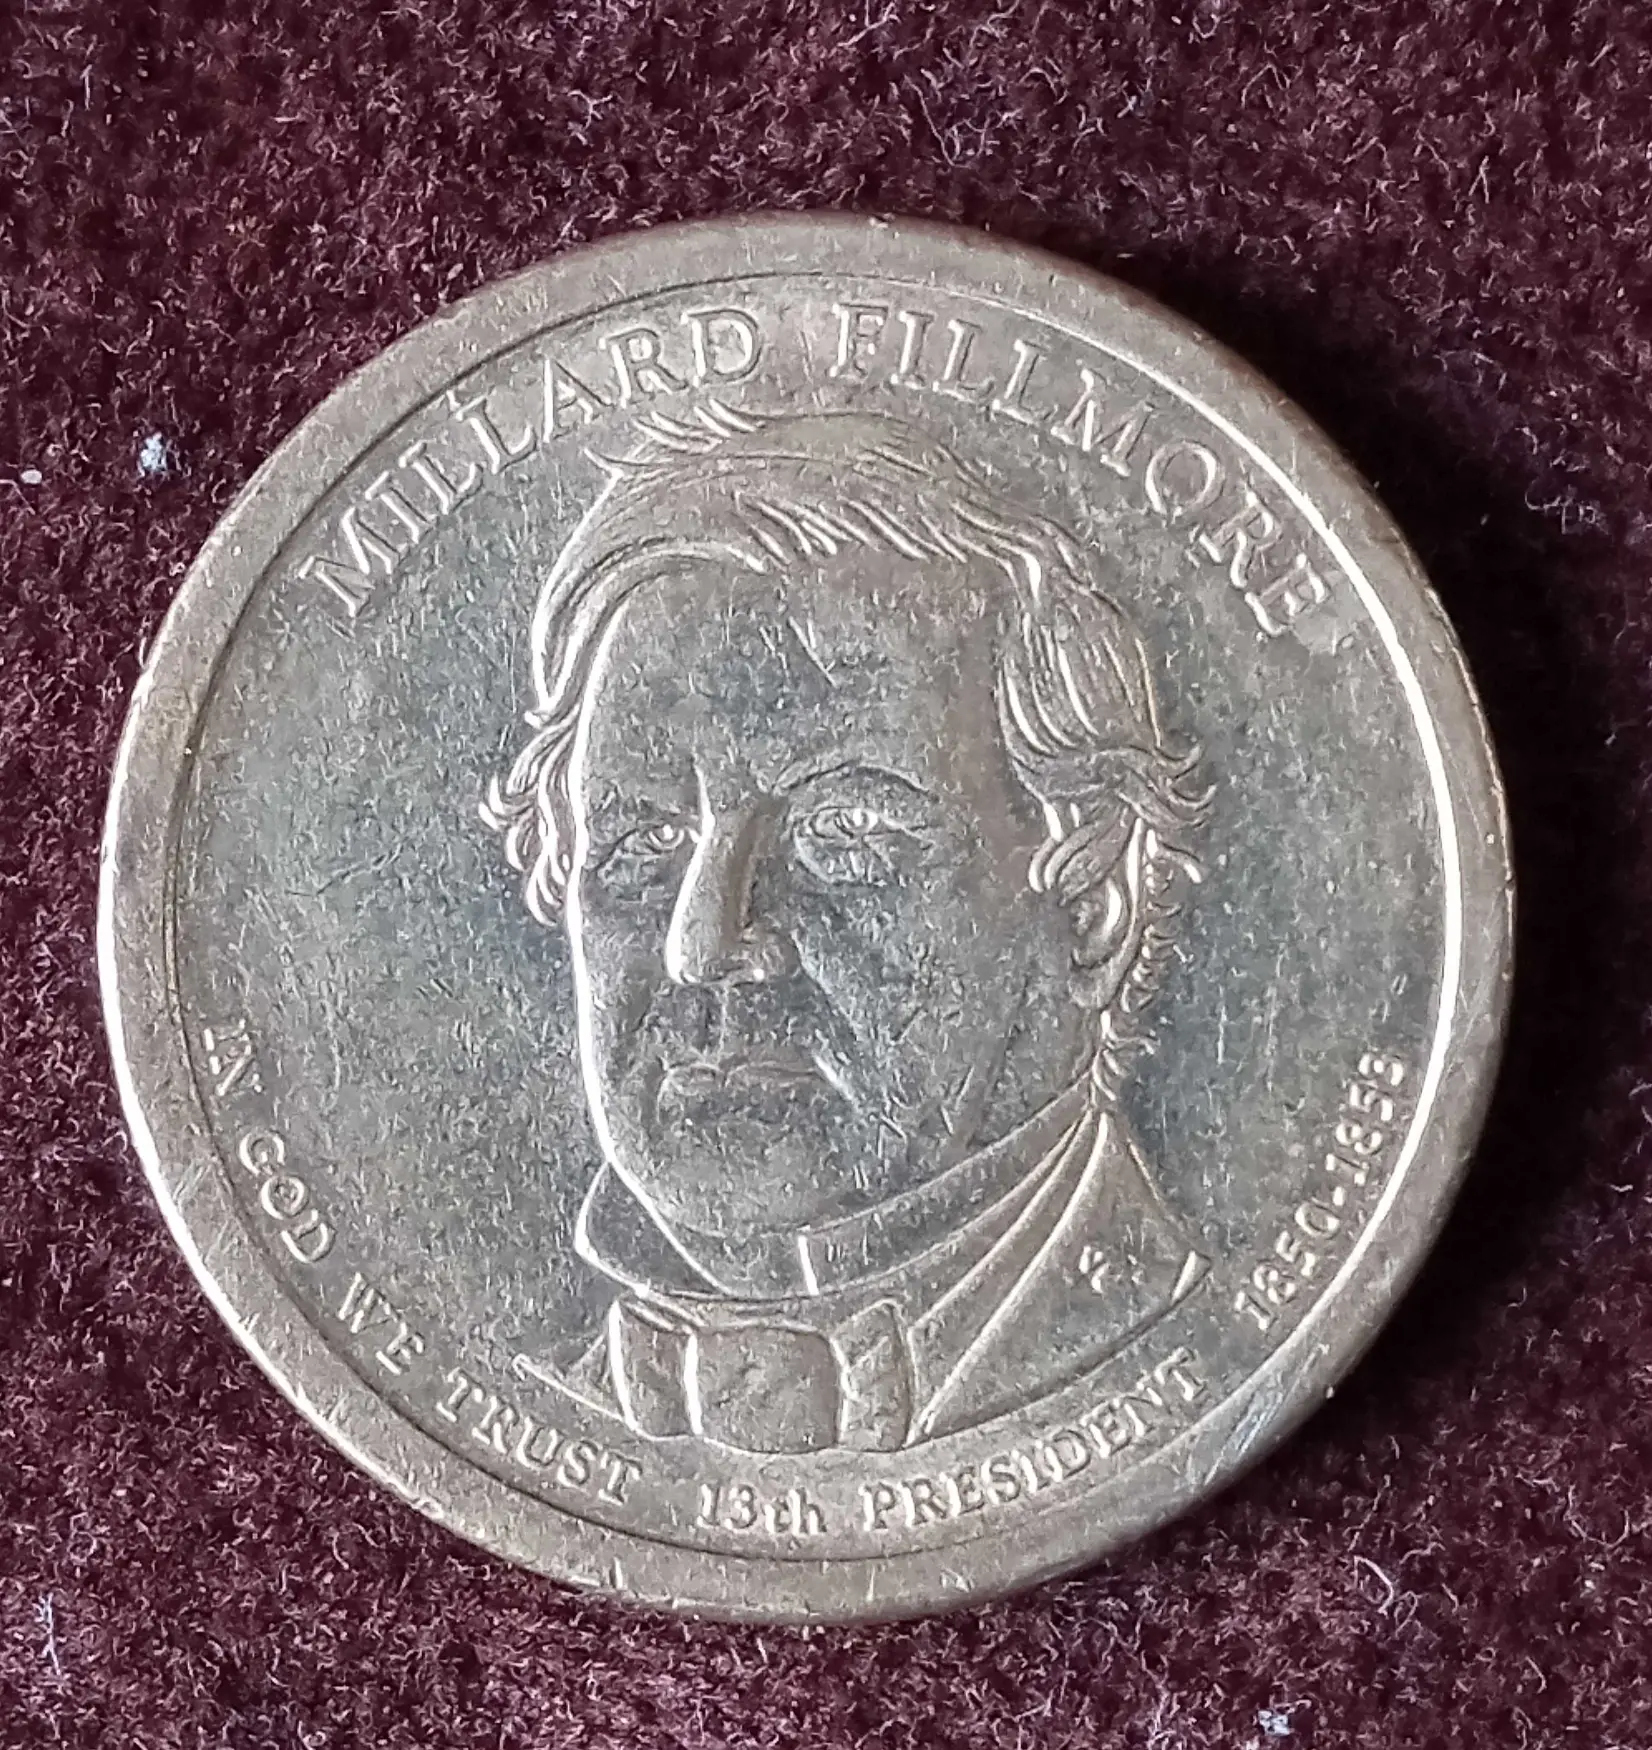 MILLARD FILLMORE
IN GOD WE TRUST 13th PRESIDENT 1850-1853